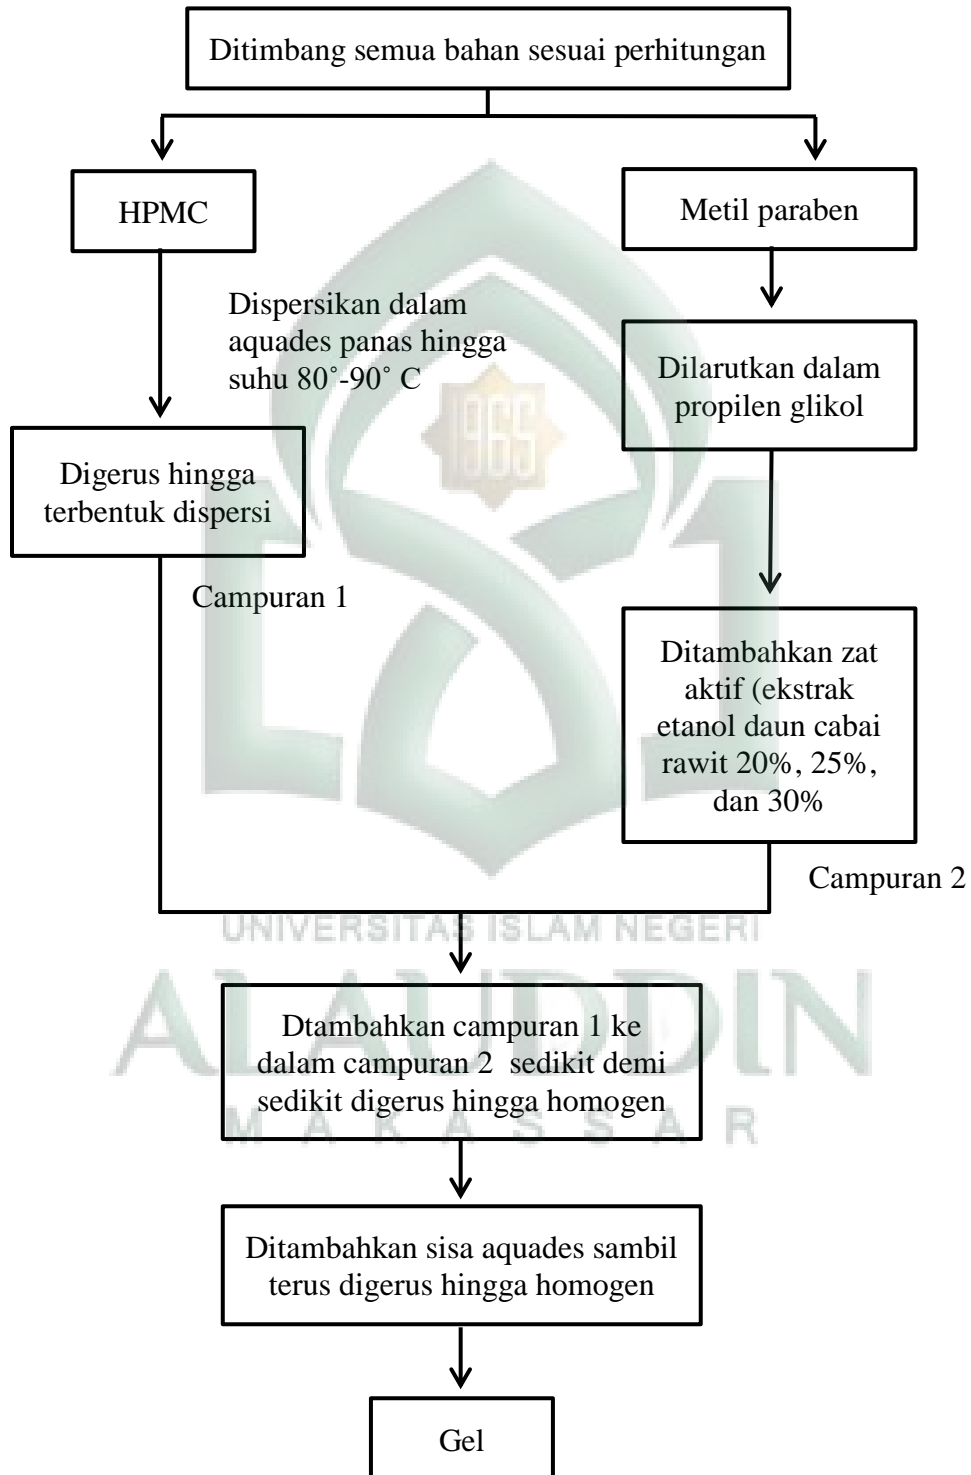 Ditimbang semua bahan sesuai perhitungan
HPMC
Metil paraben
Dispersikan dalam
aquades panas hingga
suhu 80˚-90˚ C
Dilarutkan dalam
propilen glikol
1965
Digerus hingga
terbentuk dispersi
Campuran 1
Ditambahkan zat
aktif (ekstrak
etanol daun cabai
rawit 20%, 25%,
dan 30%
Campuran 2
UNIVERSITAS ISLAM NEGERI
ALAUDDIN
MAKASSAR
Dtambahkan campuran 1 ke
dalam campuran 2 sedikit demi
sedikit digerus hingga homogen
Ditambahkan sisa aquades sambil
terus digerus hingga homogen
Gel